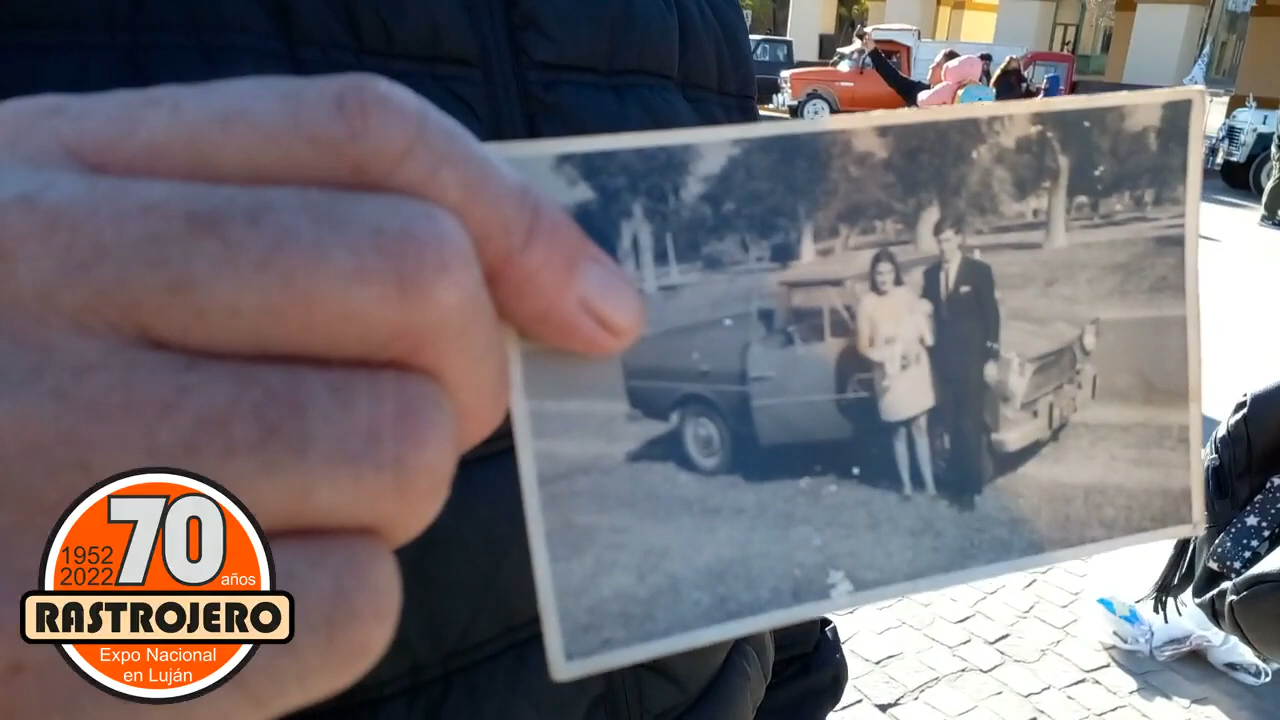 70
1952
2022
años
RASTROJERO
Expo Nacional
en Luján